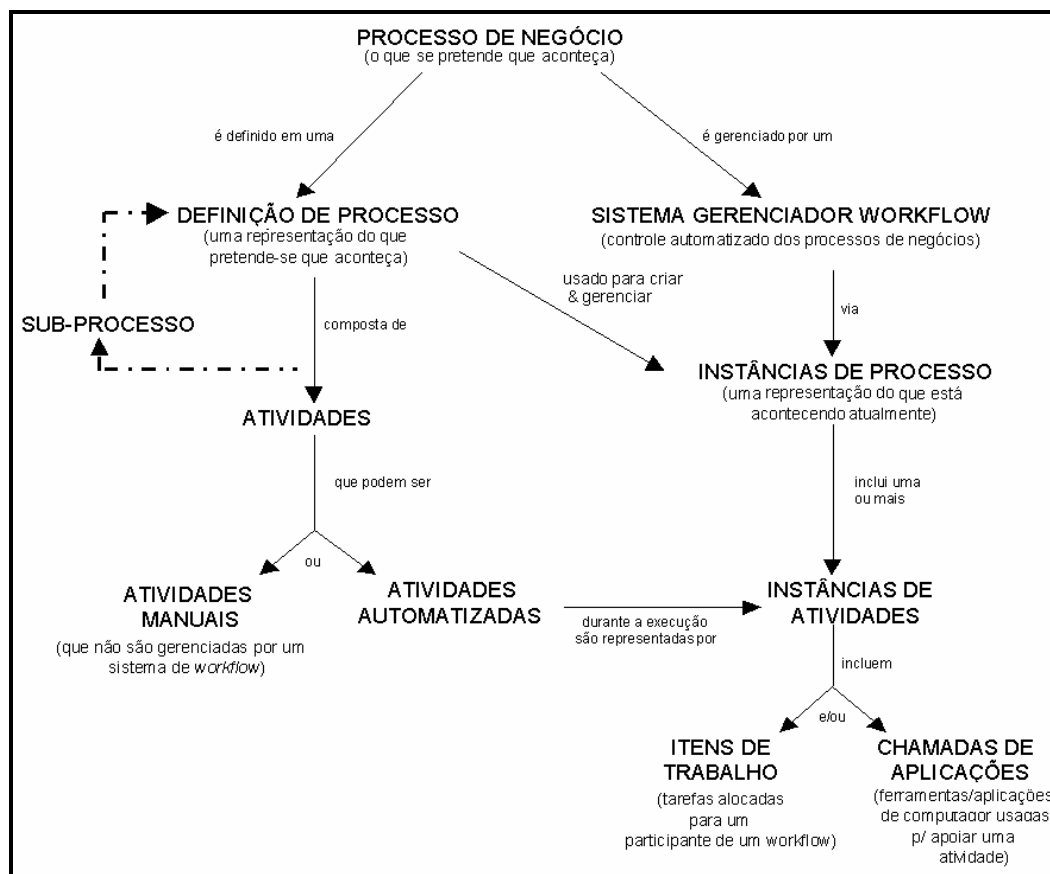 PROCESSO DE NEGÓCIO
(o que se pretende que aconteça)
é definido em uma
é gerenciado por um
DEFINIÇÃO DE PROCESSO
(uma representação do que
pretende-se que aconteça)
SISTEMA GERENCIADOR WORKFLOW
(controle automatizado dos processos de negócios)
usado para criar
& gerenciar
SUB-PROCESSO
composta de
via
INSTÂNCIAS DE PROCESSO
(uma representação do que está
acontecendo atualmente)
ATIVIDADES
que podem ser
inclui uma
ou mais
ou
ATIVIDADES
MANUAIS
(que não são gerenciadas por um
sistema de workflow)
ATIVIDADES
AUTOMATIZADAS
durante a execução
são representadas por
INSTÂNCIAS DE
ATIVIDADES
incluem
e/ou
ITENS DE
TRABALHO
(tarefas alocadas
para um
participante de um workflow)
CHAMADAS DE
APLICAÇÕES
(ferramentas/aplicações
de computador usadas
p/ apoiar uma
atividade)